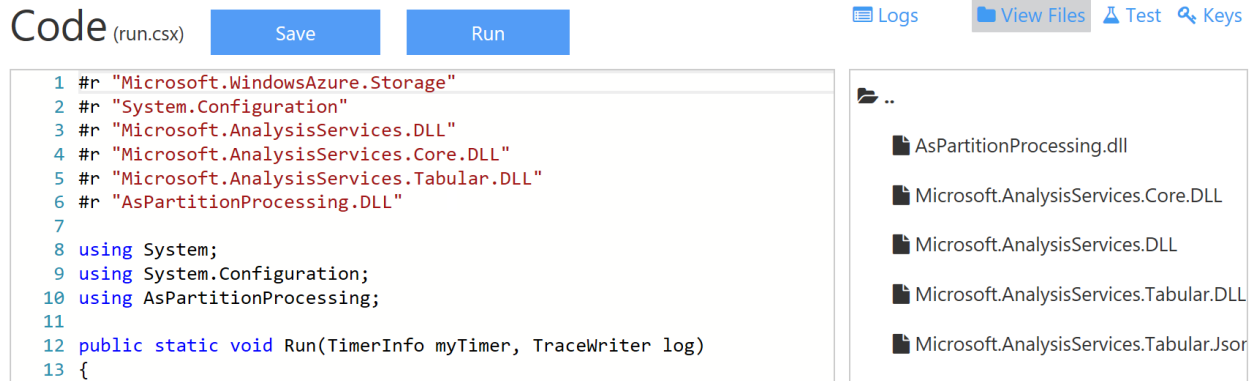 Code (run.csx) Save Run Logs View Files Test Keys
1 #r "Microsoft.WindowsAzure.Storage"
2 #r "System.Configuration"
3 #r "Microsoft.AnalysisServices.DLL"
4 #r "Microsoft.AnalysisServices.Core.DLL"
5 #r "Microsoft.AnalysisServices.Tabular.DLL"
6 #r "AsPartitionProcessing.DLL"
7
8 using System;
9 using System.Configuration;
10 using AsPartitionProcessing;
11
12 public static void Run(TimerInfo myTimer, TraceWriter log)
13 {
..
AsPartitionProcessing.dll
Microsoft.AnalysisServices.Core.DLL
Microsoft.AnalysisServices.DLL
Microsoft.AnalysisServices.Tabular.DLL
Microsoft.AnalysisServices.Tabular.Jsor